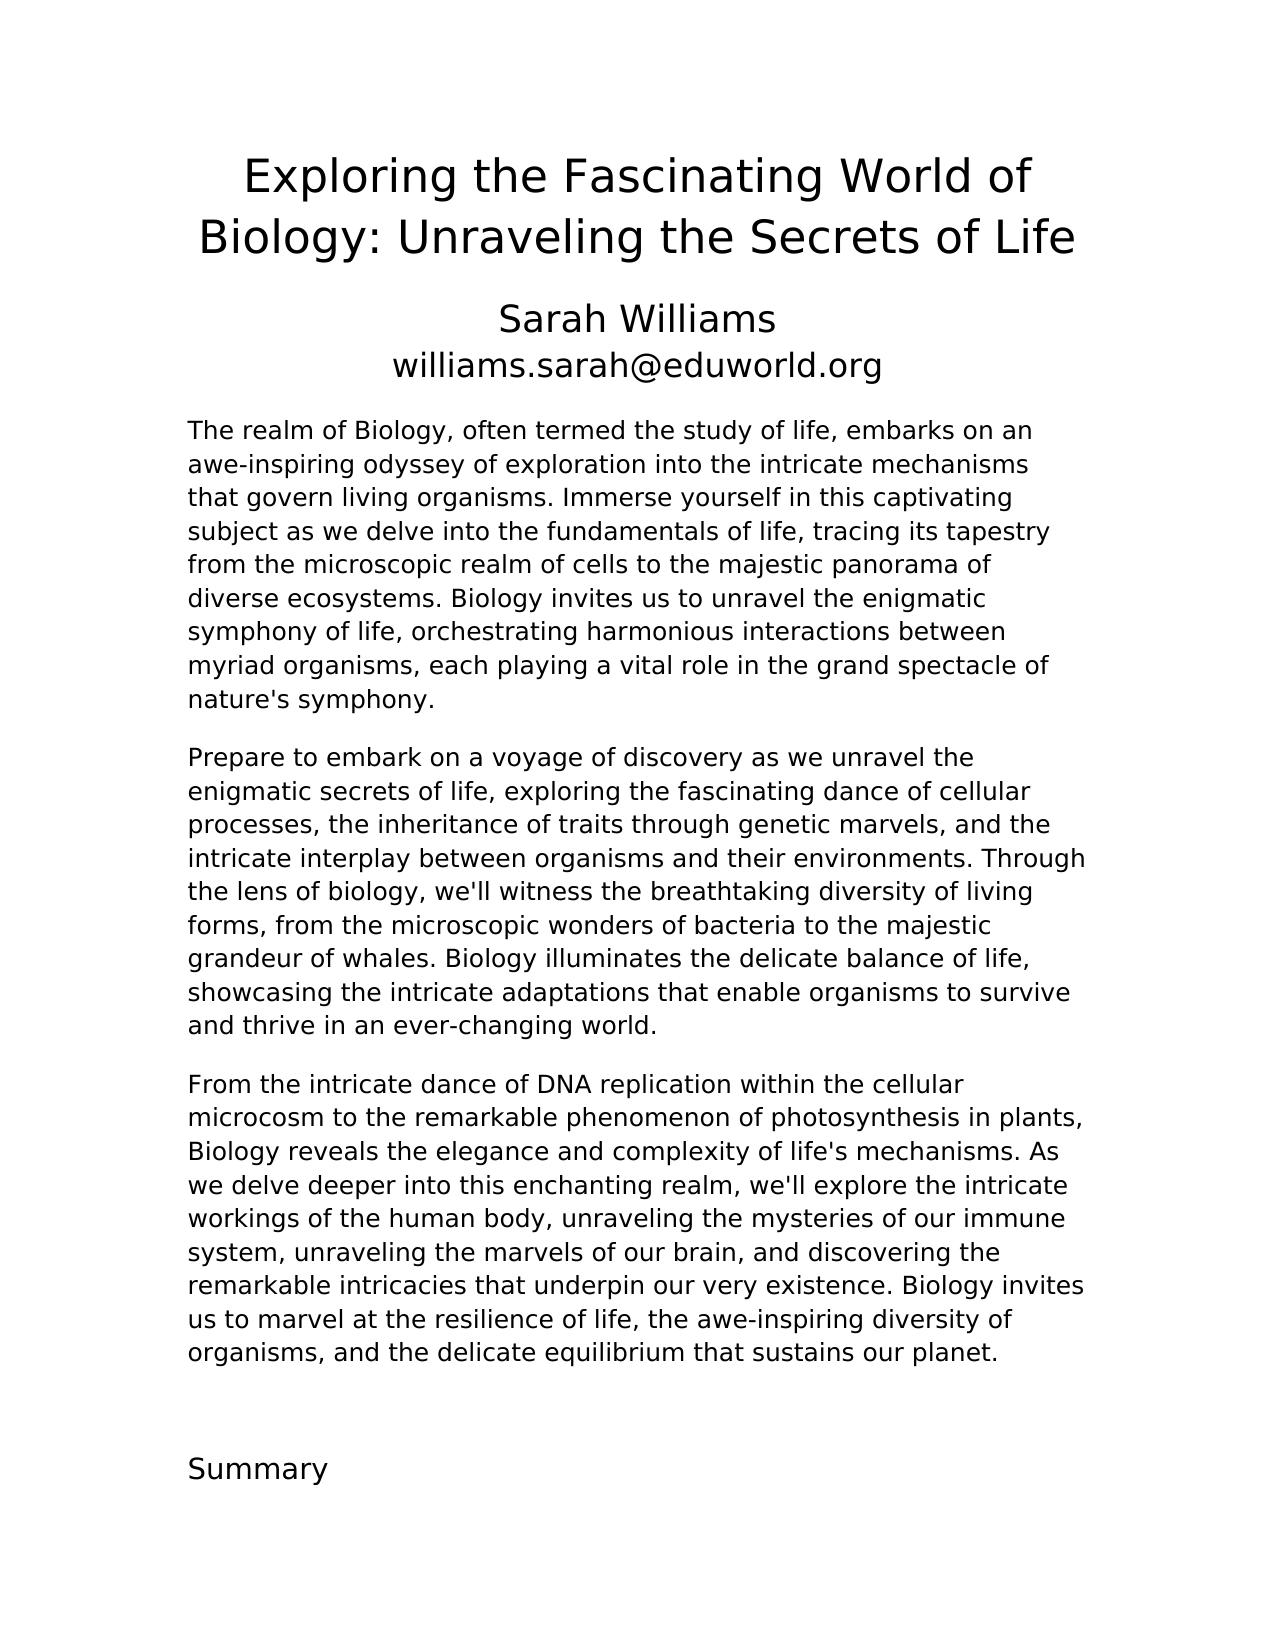 Exploring the Fascinating World of
Biology: Unraveling the Secrets of Life
Sarah Williams
williams.sarah@eduworld.org
The realm of Biology, often termed the study of life, embarks on an
awe-inspiring odyssey of exploration into the intricate mechanisms
that govern living organisms. Immerse yourself in this captivating
subject as we delve into the fundamentals of life, tracing its tapestry
from the microscopic realm of cells to the majestic panorama of
diverse ecosystems. Biology invites us to unravel the enigmatic
symphony of life, orchestrating harmonious interactions between
myriad organisms, each playing a vital role in the grand spectacle of
nature's symphony.
Prepare to embark on a voyage of discovery as we unravel the
enigmatic secrets of life, exploring the fascinating dance of cellular
processes, the inheritance of traits through genetic marvels, and the
intricate interplay between organisms and their environments. Through
the lens of biology, we'll witness the breathtaking diversity of living
forms, from the microscopic wonders of bacteria to the majestic
grandeur of whales. Biology illuminates the delicate balance of life,
showcasing the intricate adaptations that enable organisms to survive
and thrive in an ever-changing world.
From the intricate dance of DNA replication within the cellular
microcosm to the remarkable phenomenon of photosynthesis in plants,
Biology reveals the elegance and complexity of life's mechanisms. As
we delve deeper into this enchanting realm, we'll explore the intricate
workings of the human body, unraveling the mysteries of our immune
system, unraveling the marvels of our brain, and discovering the
remarkable intricacies that underpin our very existence. Biology invites
us to marvel at the resilience of life, the awe-inspiring diversity of
organisms, and the delicate equilibrium that sustains our planet.
Summary